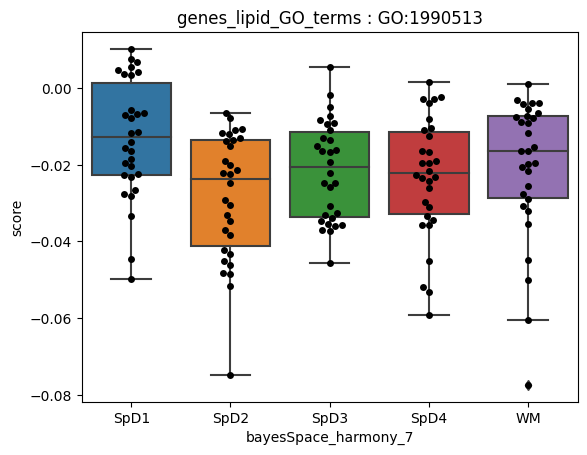 genes_lipid_GO_terms : GO:1990513
0.00
−0.02
−0.04
−0.06
−0.08
score
SpD1 SpD2 SpD3 SpD4 WM
bayesSpace_harmony_7